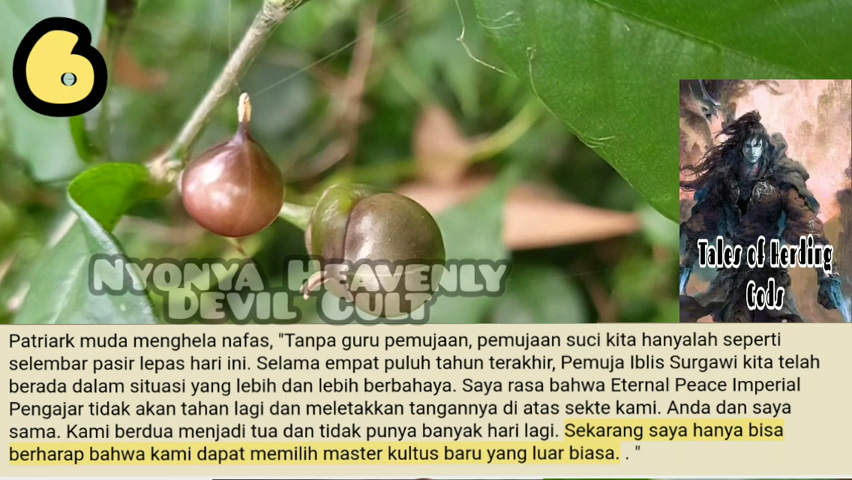 6
Tales of Herding
Gods
Nyonya Heavenly
Devil Cult
Patriark muda menghela nafas, "Tanpa guru pemujaan, pemujaan suci kita hanyalah seperti
selembar pasir lepas hari ini. Selama empat puluh tahun terakhir, Pemuja Iblis Surgawi kita telah
berada dalam situasi yang lebih dan lebih berbahaya. Saya rasa bahwa Eternal Peace Imperial
Pengajar tidak akan tahan lagi dan meletakkan tangannya di atas sekte kami. Anda dan saya
sama. Kami berdua menjadi tua dan tidak punya banyak hari lagi. Sekarang saya hanya bisa
berharap bahwa kami dapat memilih master kultus baru yang luar biasa. . "